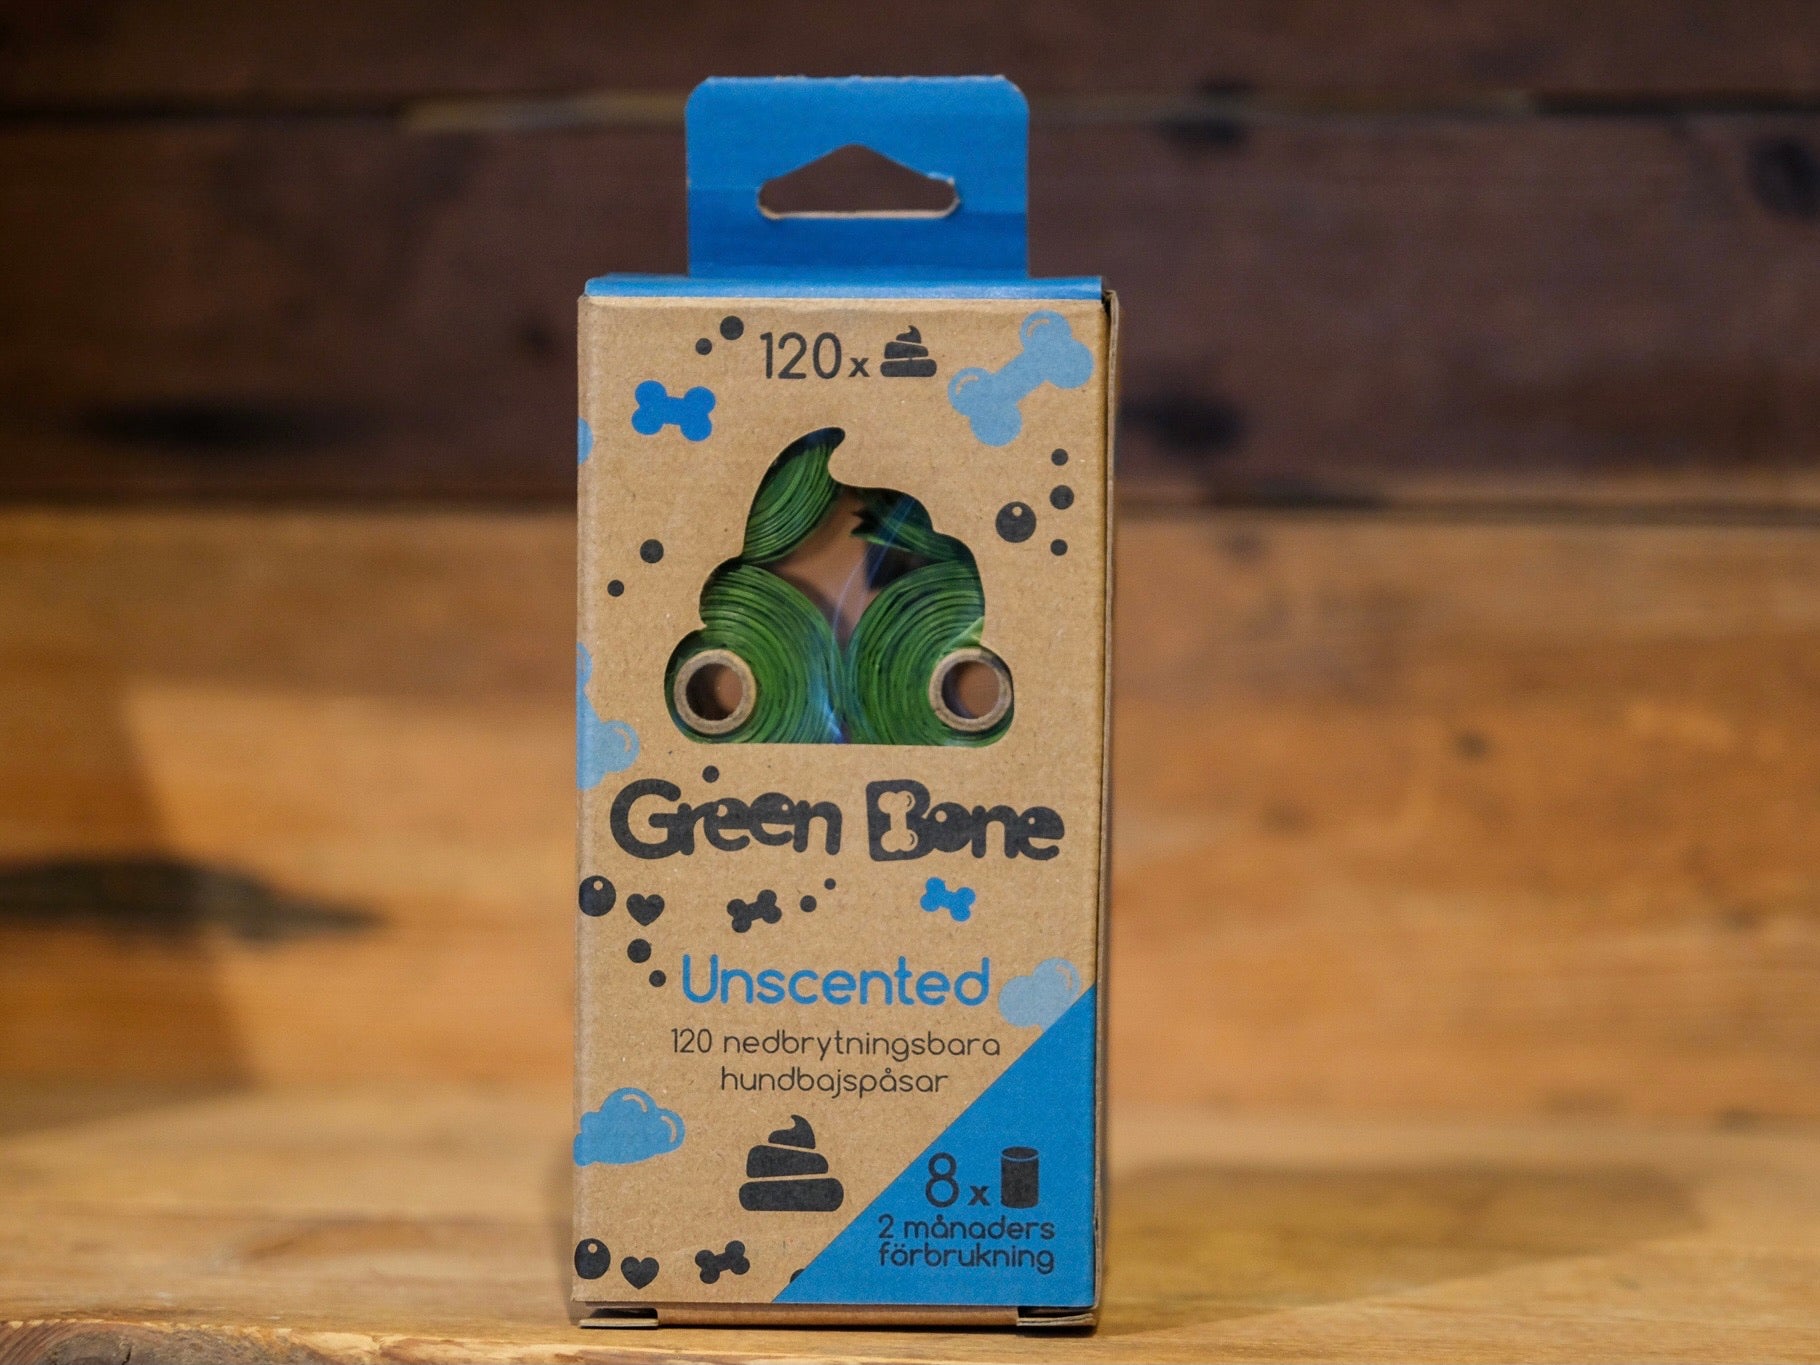 120x
Green Bone
Unscented
120 nedbrytningsbara
hundbajspåsar
8x
2 månaders
förbrukning